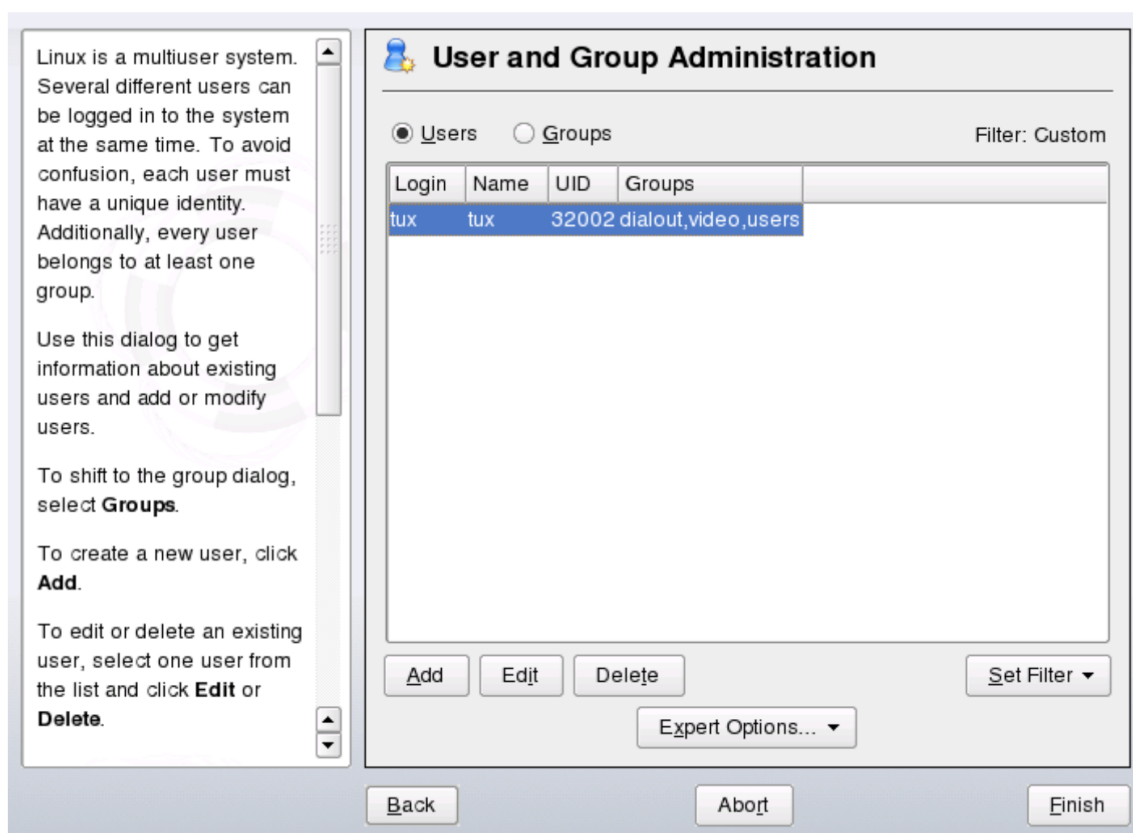 Linux is a multiuser system.
Several different users can
be logged in to the system
at the same time. To avoid
confusion, each user must
have a unique identity.
Additionally, every user
belongs to at least one
group.
Use this dialog to get
information about existing
users and add or modify
users.
To shift to the group dialog,
select Groups.
To create a new user, click
Add.
To edit or delete an existing
user, select one user from
the list and click Edit or
Delete.
User and Group Administration
Users Groups Filter: Custom
Login Name UID Groups
tux tux 32002 dialout,video,users
Add Edit Delete Set Filter
Expert Options...
Back Abort Finish